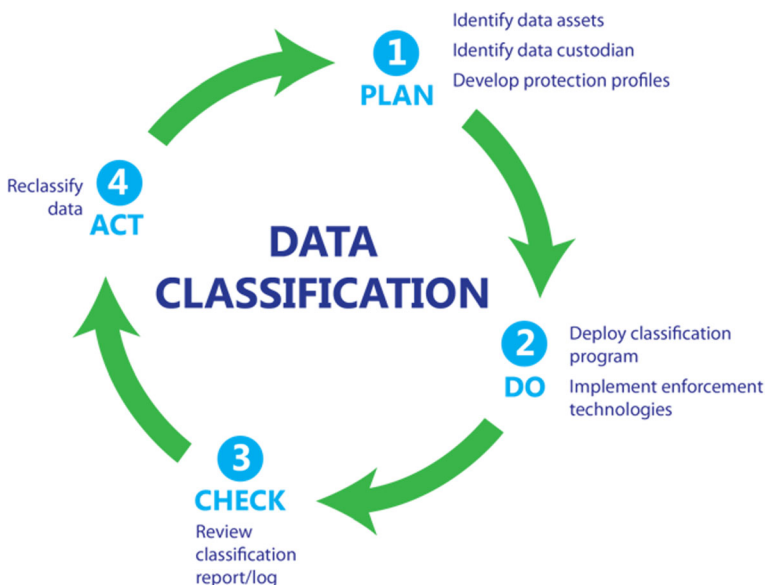 1
PLAN
Identify data assets
Identify data custodian
Develop protection profiles
DATA
CLASSIFICATION
2
DO
Deploy classification
program
Implement enforcement
technologies
3
CHECK
Review
classification
report/log
4
ACT
Reclassify
data